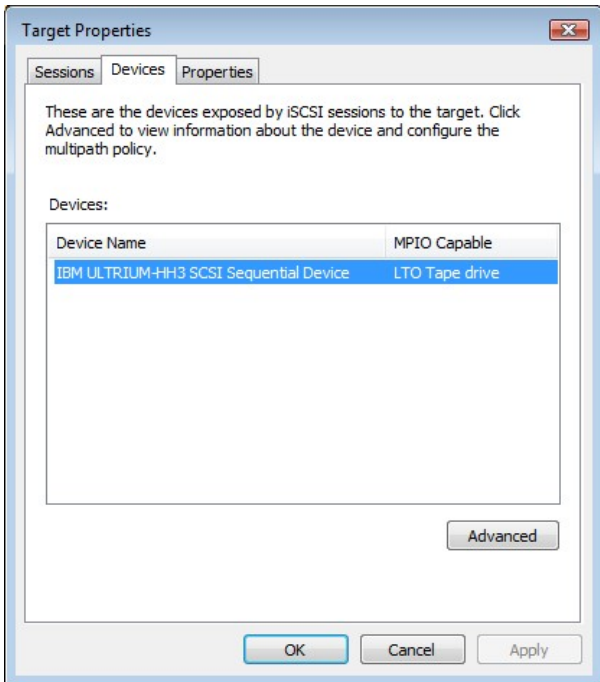 Target Properties
Sessions Devices Properties
These are the devices exposed by iSCSI sessions to the target. Click
Advanced to view information about the device and configure the
multipath policy.
Devices:
Device Name MPIO Capable
IBM ULTRIUM-HH3 SCSI Sequential Device LTO Tape drive
Advanced
OK Cancel Apply